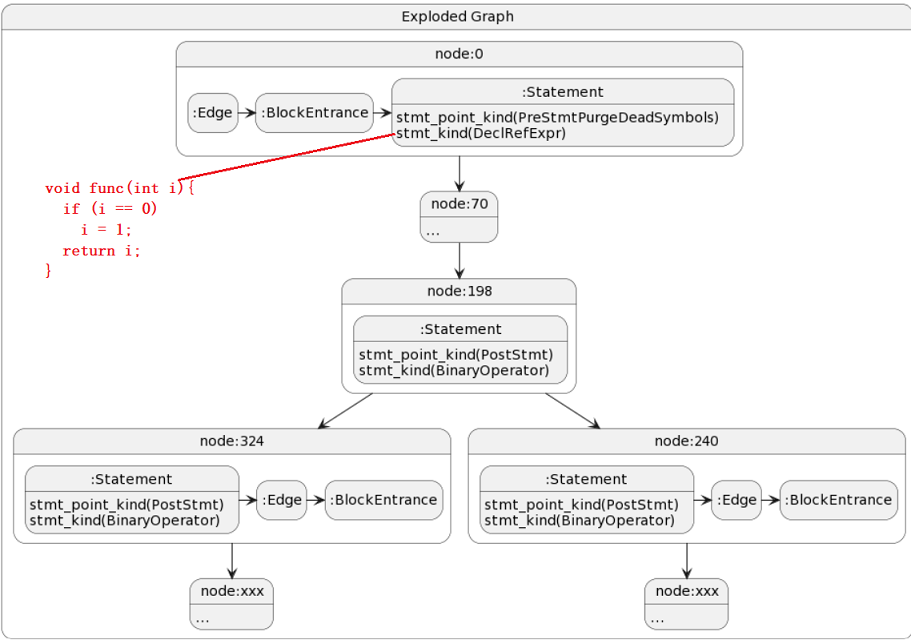 Exploded Graph
node:0
:Edge
:BlockEntrance
:Statement
stmt_point_kind(PreStmtPurgeDeadSymbols)
stmt_kind(DeclRefExpr)
void func(int i){
if (i == 0)
i = 1;
return i;
}
node:70
...
node:198
:Statement
stmt_point_kind(PostStmt)
stmt_kind(BinaryOperator)
node:324
:Statement
stmt_point_kind(PostStmt)
stmt_kind(BinaryOperator)
:Edge
:BlockEntrance
node:240
:Statement
stmt_point_kind(PostStmt)
stmt_kind(BinaryOperator)
:Edge
:BlockEntrance
node:xxx
...
node:xxx
...